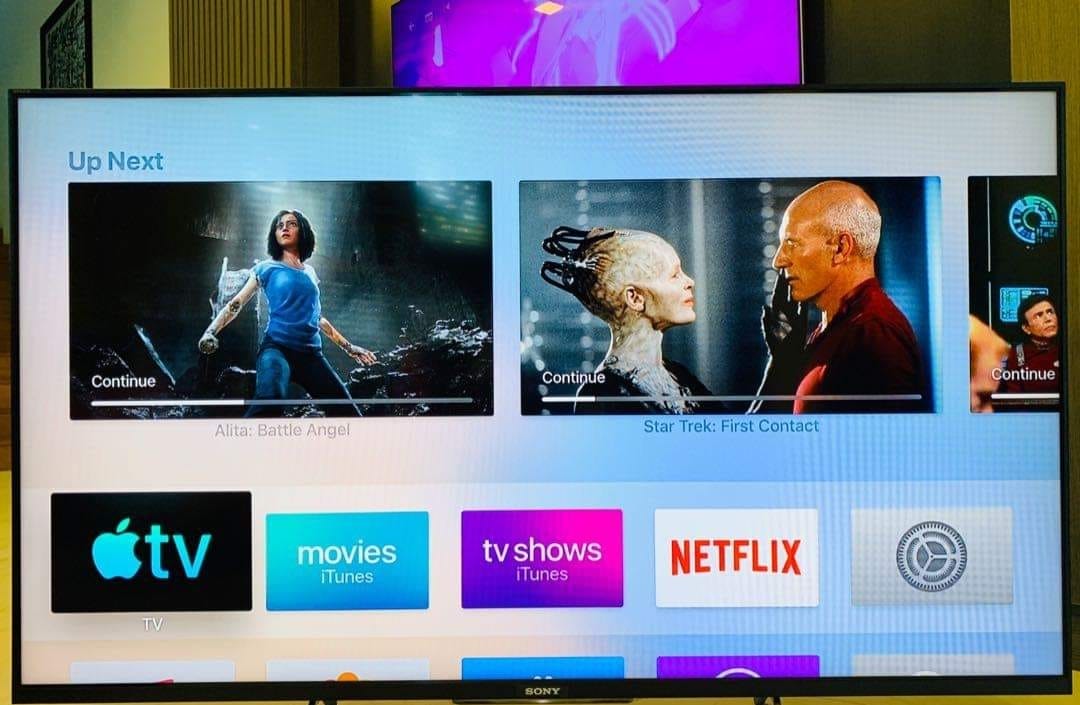 Up Next
Continue
Continue
Continue
Alita: Battle Angel
Star Trek: First Contact
tv
movies
iTunes
tv shows
iTunes
NETFLIX
TV
SONY